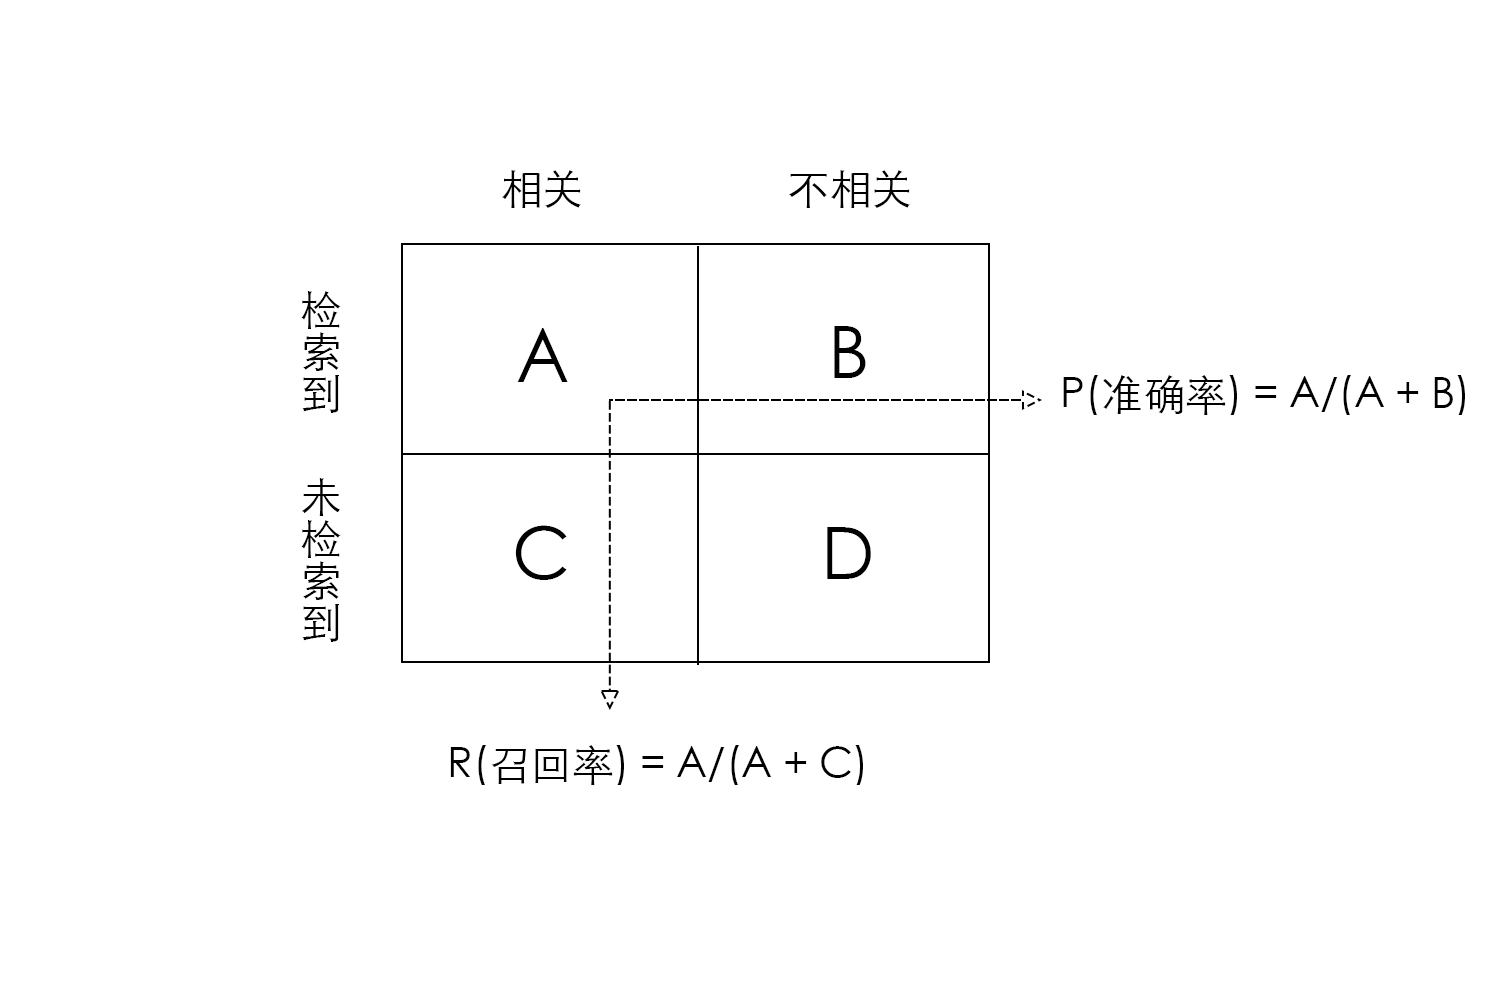 相关
不相关
检索到
A
B
P(准确率) = A/(A + B)
未检索到
C
D
R(召回率) = A/(A + C)